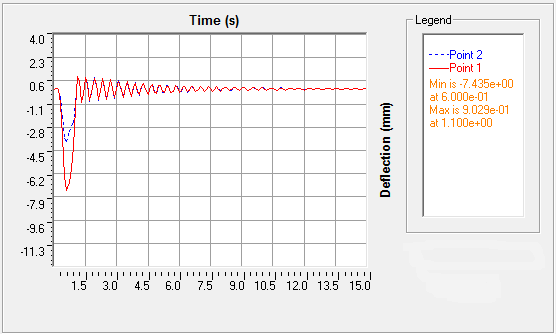 Time (s)
4.0
2.3
0.6
-1.1
-2.8
-4.5
-6.2
-7.9
-9.6
-11.3
1.5 3.0 4.5 6.0 7.5 9.0 10.5 12.0 13.5 15.0
Deflection (mm)
Legend
Point 2
Point 1
Min is -7.435e+00
at 6.000e-01
Max is 9.029e-01
at 1.100e+00